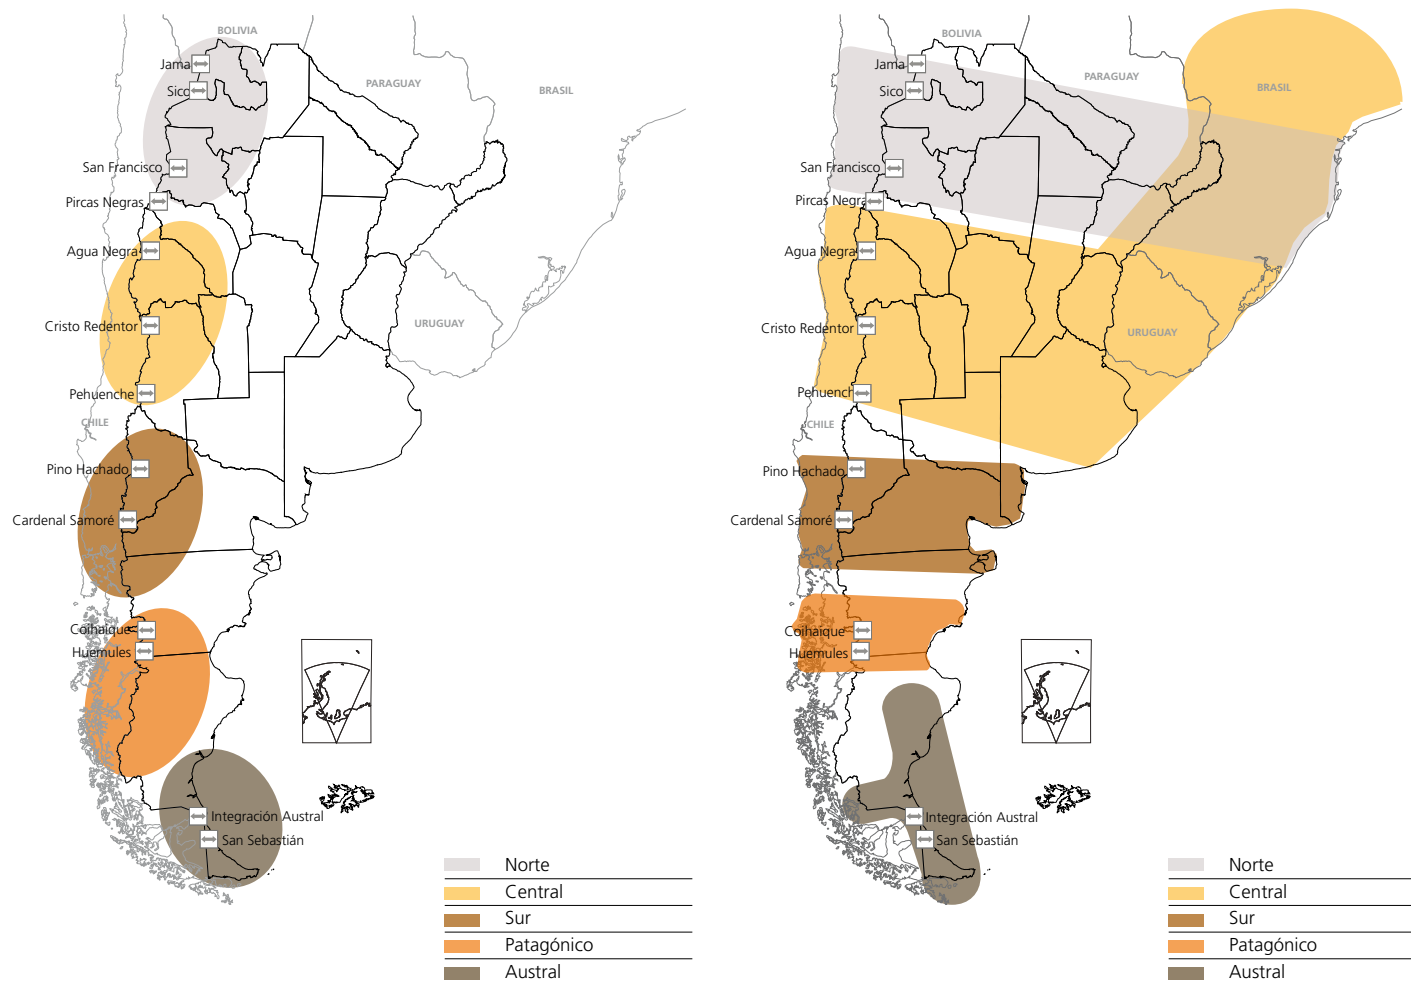 BOLIVIA
Jama
Sico
PARAGUAY
BRASIL
San Francisco
Pircas Negras
Agua Negra
Cristo Redentor
URUGUAY
Pehuenche
CHILE
Pino Hachado
Cardenal Samoré
Coihaique
Huemules
Integración Austral
San Sebastián
Norte
Central
Sur
Patagónico
Austral
BOLIVIA
Jama
Sico
PARAGUAY
BRASIL
San Francisco
Pircas Negra
Agua Negra
Cristo Redentor
URUGUAY
Pehuench
CHILE
Pino Hachado
Cardenal Samoré
Coihaique
Huemules
Integración Austral
San Sebastián
Norte
Central
Sur
Patagónico
Austral